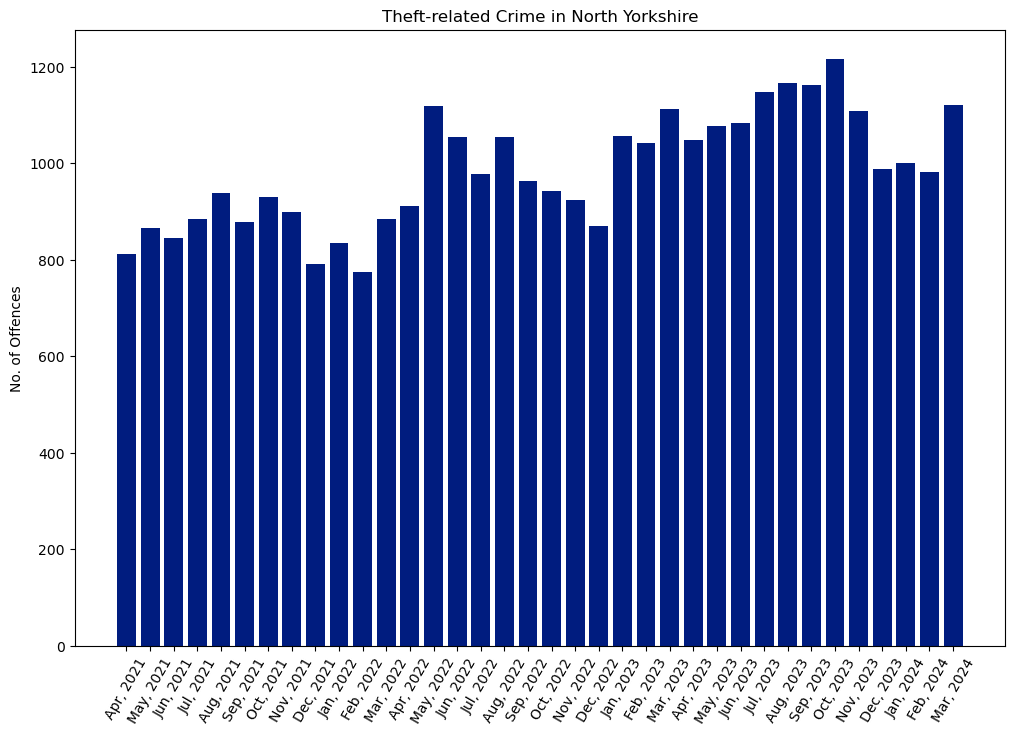 Theft-related Crime in North Yorkshire
No. of Offences
1200
1000
800
600
400
200
0
Apr, 2021
May, 2021
Jun, 2021
Jul, 2021
Aug, 2021
Sep, 2021
Oct, 2021
Nov, 2021
Dec, 2021
Jan, 2022
Feb, 2022
Mar, 2022
Apr, 2022
May, 2022
Jun, 2022
Jul, 2022
Aug, 2022
Sep, 2022
Oct, 2022
Nov, 2022
Dec, 2022
Jan, 2023
Feb, 2023
Mar, 2023
Apr, 2023
May, 2023
Jun, 2023
Jul, 2023
Aug, 2023
Sep, 2023
Oct, 2023
Nov, 2023
Dec, 2023
Jan, 2024
Feb, 2024
Mar, 2024